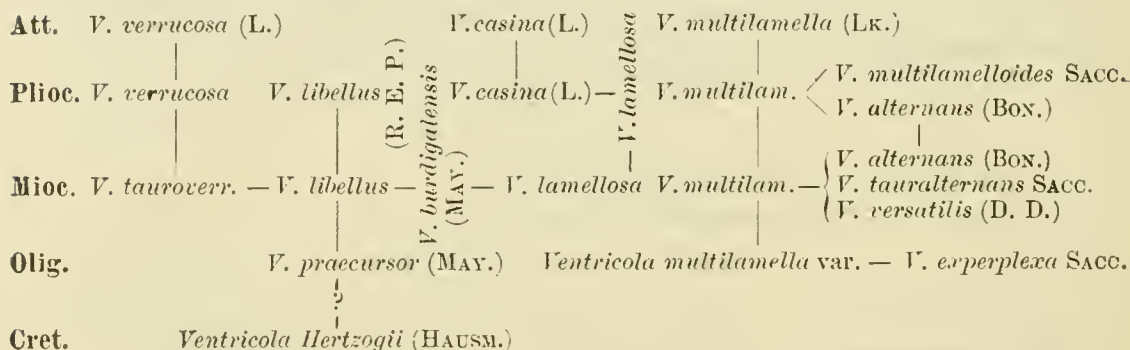 Att. V. verrucosa (L.) V. casina (L.) V. multilamella (LK.)
V. multilamelloides SACC.
Plioc. V. verrucosa V. libellus (R. E. P.) V. casina (L.) — V. lamellosa V. multilam.
V. alternans (BON.)
V. burdigalensis (MAY.)
V. alternans (BON.)
Mioc. V. tauroverr. — V. libellus — — V. lamellosa V. multilam. — V. tauralternans SACC.
V. versatilis (D. D.)
Olig. V. praecursor (MAY.) Ventricola multilamella var. — V. experplexa SACC.
?
Cret. Ventricola Hertzogii (HAUSM.)